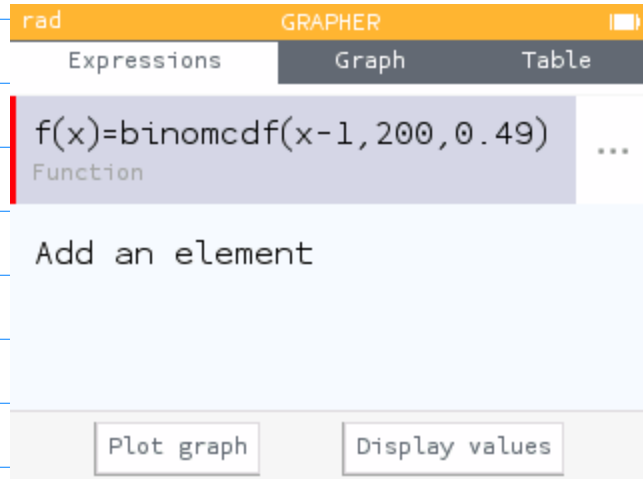 rad GRAPHER
Expressions Graph Table
f(x)=binomcdf(x-1,200,0.49) ...
Function
Add an element
Plot graph Display values